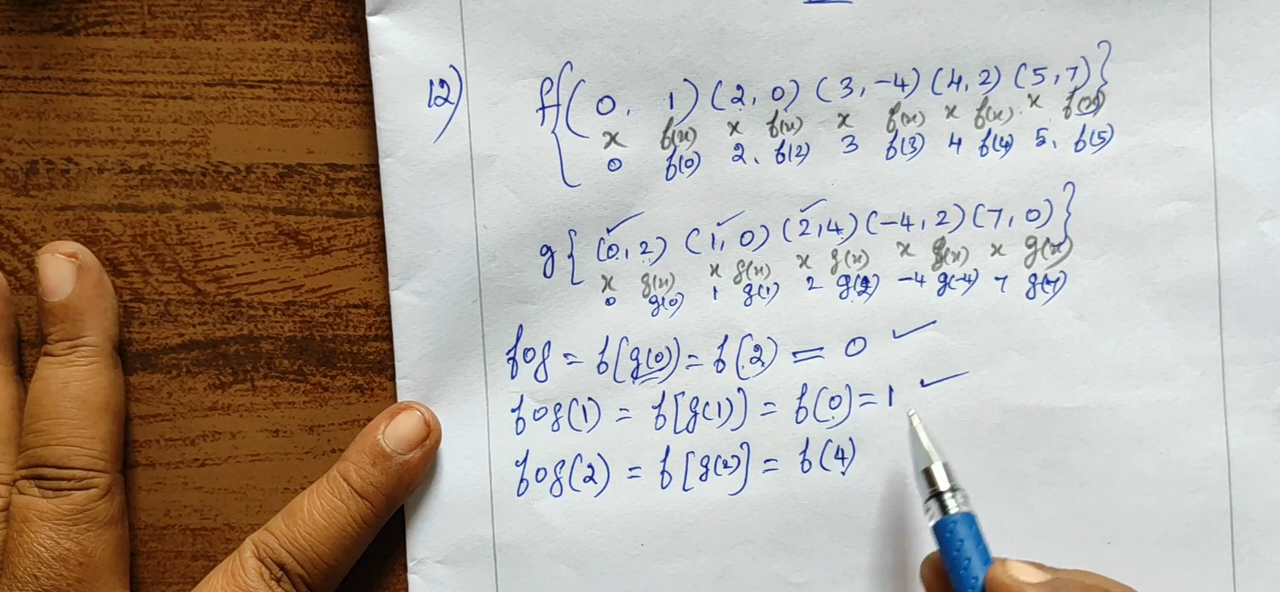 12) f{(0, 1) (2, 0) (3, -4) (4, 2) (5, 7)}
x f(x) x f(x) x f(x) x f(x) x f(x)
0 f(0) 2, f(2) 3 f(3) 4 f(4) 5, f(5)
g{(0, 2) (1, 0) (2, 4) (-4, 2) (7, 0)}
x g(x) x g(x) x g(x) x g(x) x g(x)
0 g(0) 1 g(1) 2 g(2) -4 g(-4) 7 g(7)
fog = f[g(0)] = f(2) = 0 ✓
fog(1) = f[g(1)] = f(0) = 1 ✓
fog(2) = f[g(2)] = f(4)